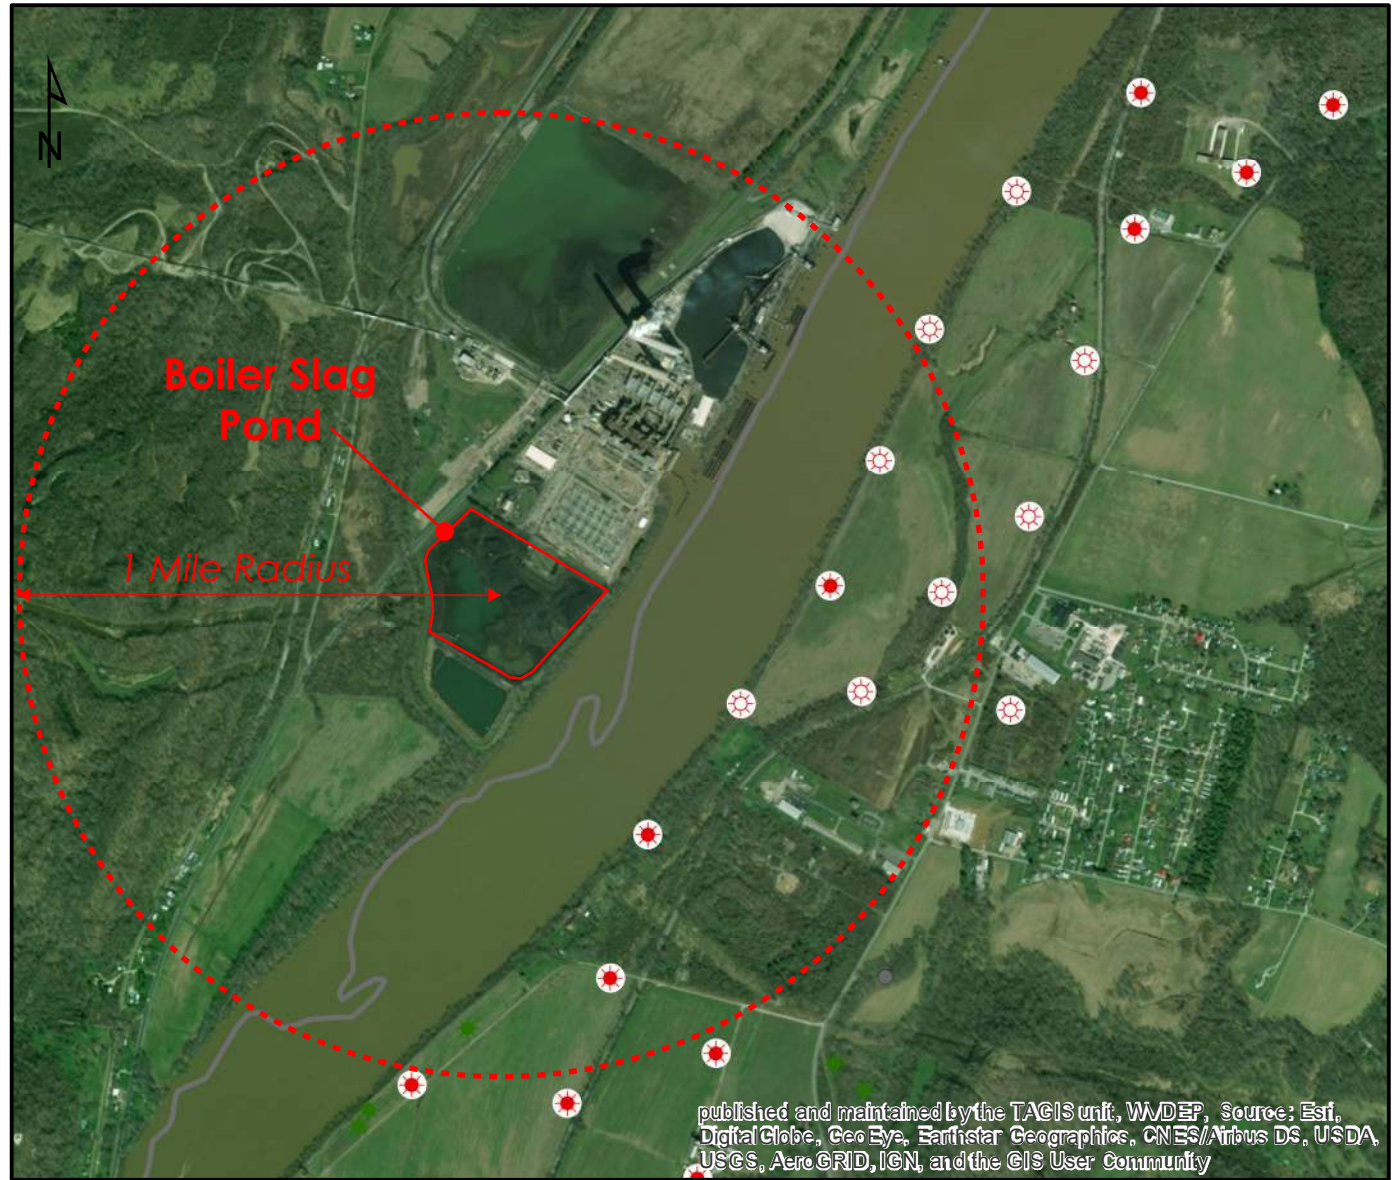 N
Boiler Slag
Pond
1 Mile Radius
published and maintained by the TAGIS unit, WVDEP, Source: Esri,
DigitalGlobe, GeoEye, Earthstar Geographics, CNES/Airbus DS, USDA,
USGS, AeroGRID, IGN, and the GIS User Community